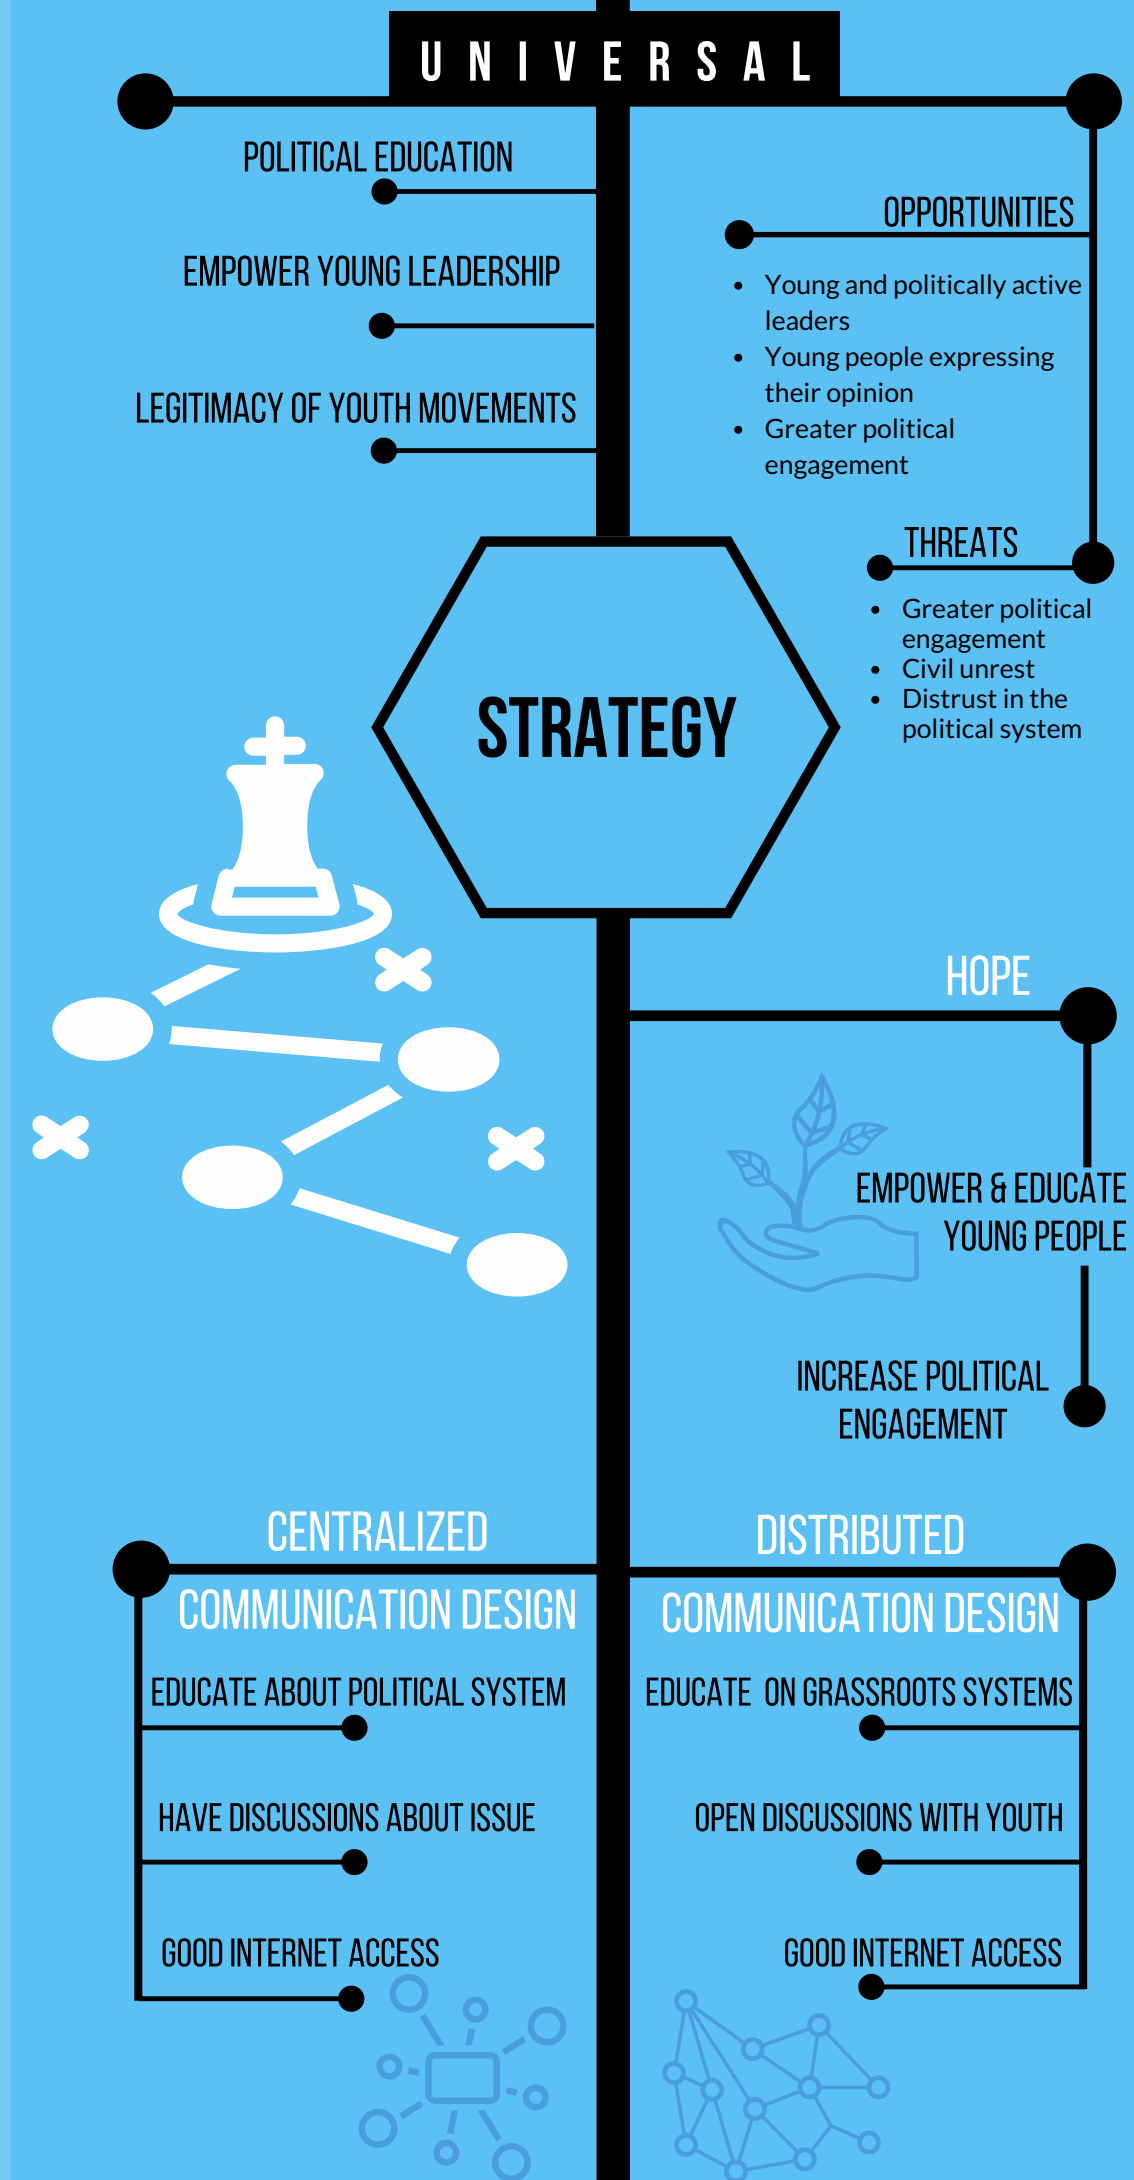 UNIVERSAL
POLITICAL EDUCATION
EMPOWER YOUNG LEADERSHIP
LEGITIMACY OF YOUTH MOVEMENTS
OPPORTUNITIES
• Young and politically active
leaders
• Young people expressing
their opinion
• Greater political
engagement
THREATS
• Greater political
engagement
• Civil unrest
• Distrust in the
political system
STRATEGY
HOPE
EMPOWER & EDUCATE
YOUNG PEOPLE
INCREASE POLITICAL
ENGAGEMENT
CENTRALIZED
COMMUNICATION DESIGN
EDUCATE ABOUT POLITICAL SYSTEM
HAVE DISCUSSIONS ABOUT ISSUE
GOOD INTERNET ACCESS
DISTRIBUTED
COMMUNICATION DESIGN
EDUCATE ON GRASSROOTS SYSTEMS
OPEN DISCUSSIONS WITH YOUTH
GOOD INTERNET ACCESS